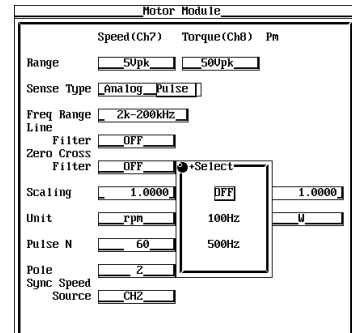 Motor Module
Speed(Ch7) Torque(Ch8) Pm
Range 5Vpk 50Vpk
Sense Type Analog Pulse
Freq Range 2k-200kHz
Line
Filter OFF
Zero Cross
Filter OFF
+Select
Scaling 1.0000 OFF 1.0000
Unit rpm 100Hz W
Pulse N 60 500Hz
Pole 2
Sync Speed
Source CH2